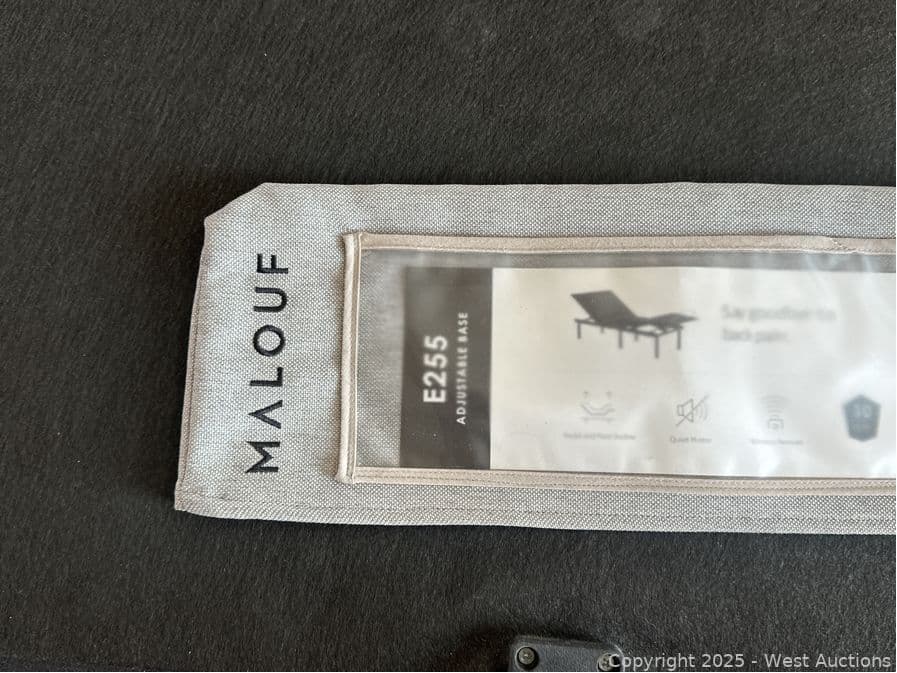 MALOUF
E255
ADJUSTABLE BASE
Say goodbye to
back pain.
Quiet Motor
Copyright 2025 - West Auctions